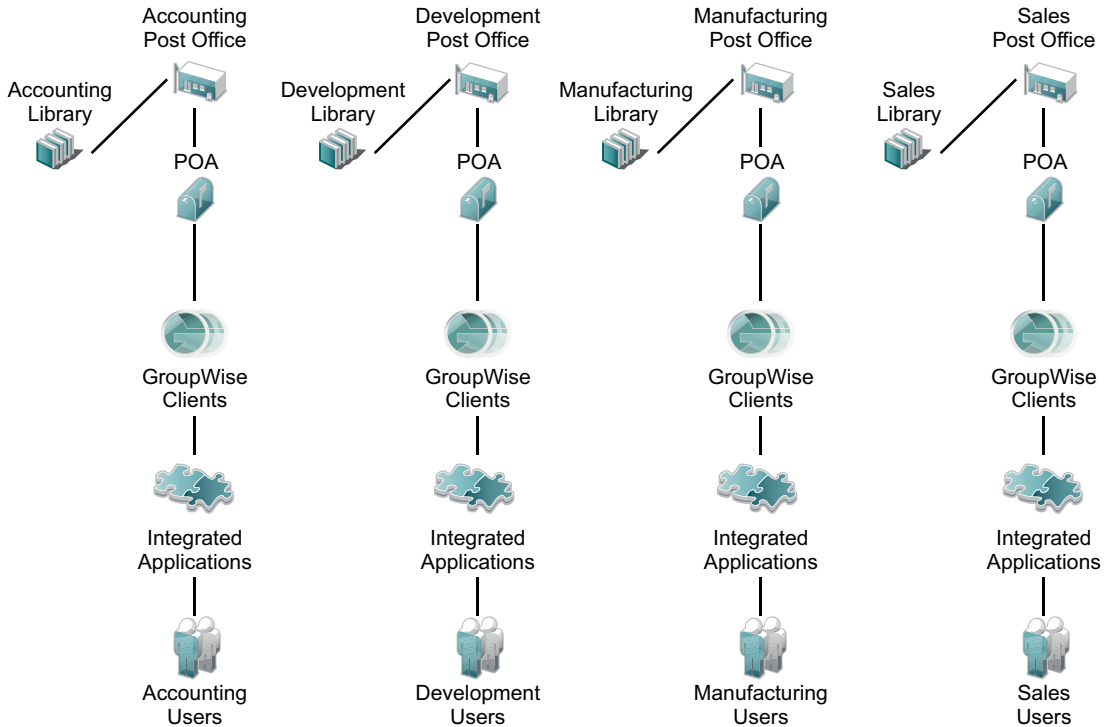 Accounting
Post Office
Development
Post Office
Manufacturing
Post Office
Sales
Post Office
Accounting
Library
Development
Library
Manufacturing
Library
Sales
Library
POA
POA
POA
POA
GroupWise
Clients
GroupWise
Clients
GroupWise
Clients
GroupWise
Clients
Integrated
Applications
Integrated
Applications
Integrated
Applications
Integrated
Applications
Accounting
Users
Development
Users
Manufacturing
Users
Sales
Users